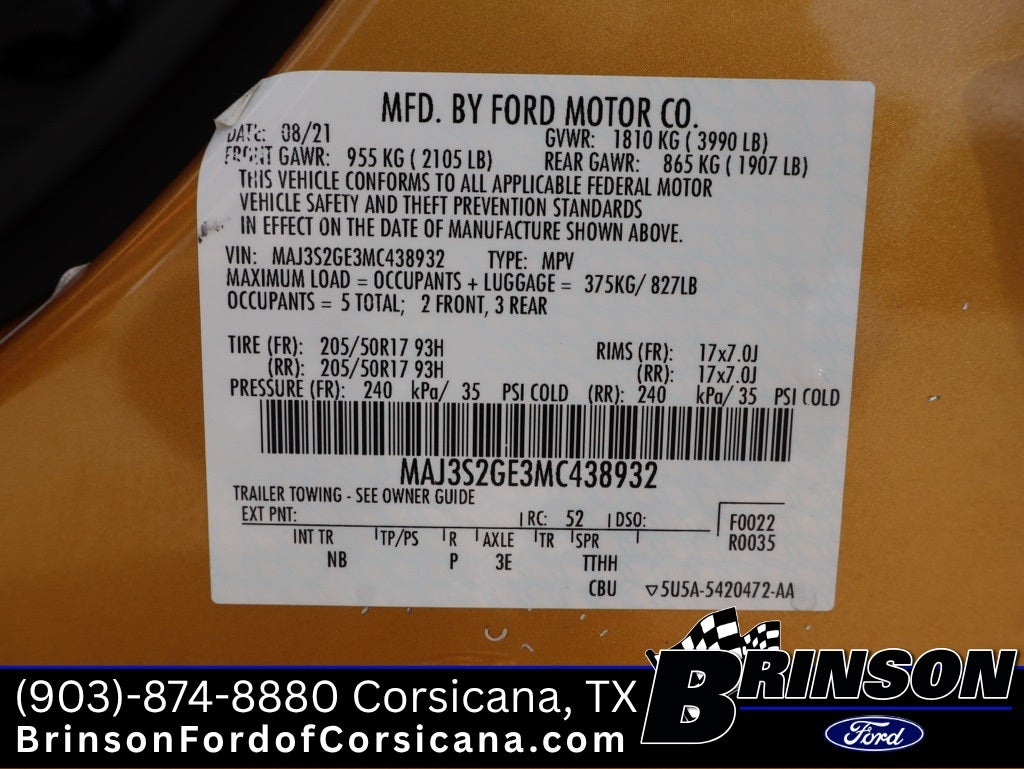 MFD. BY FORD MOTOR CO.
DATE: 08/21 GVWR: 1810 KG ( 3990 LB)
FRONT GAWR: 955 KG ( 2105 LB) REAR GAWR: 865 KG ( 1907 LB)
THIS VEHICLE CONFORMS TO ALL APPLICABLE FEDERAL MOTOR
VEHICLE SAFETY AND THEFT PREVENTION STANDARDS
IN EFFECT ON THE DATE OF MANUFACTURE SHOWN ABOVE.
VIN: MAJ3S2GE3MC438932 TYPE: MPV
MAXIMUM LOAD = OCCUPANTS + LUGGAGE = 375KG/ 827LB
OCCUPANTS = 5 TOTAL; 2 FRONT, 3 REAR
TIRE (FR): 205/50R17 93H RIMS (FR): 17x7.0J
(RR): 205/50R17 93H (RR): 17x7.0J
PRESSURE (FR): 240 kPa/ 35 PSI COLD (RR): 240 kPa/ 35 PSI COLD
MAJ3S2GE3MC438932
TRAILER TOWING - SEE OWNER GUIDE
EXT PNT: RC: 52 DSO: F0022
R0035
INT TR TP/PS R AXLE TR SPR
NB P 3E TTHH
CBU ▽5U5A-5420472-AA
(903)-874-8880 Corsicana, TX
BrinsonFordofCorsicana.com
BRINSON
Ford